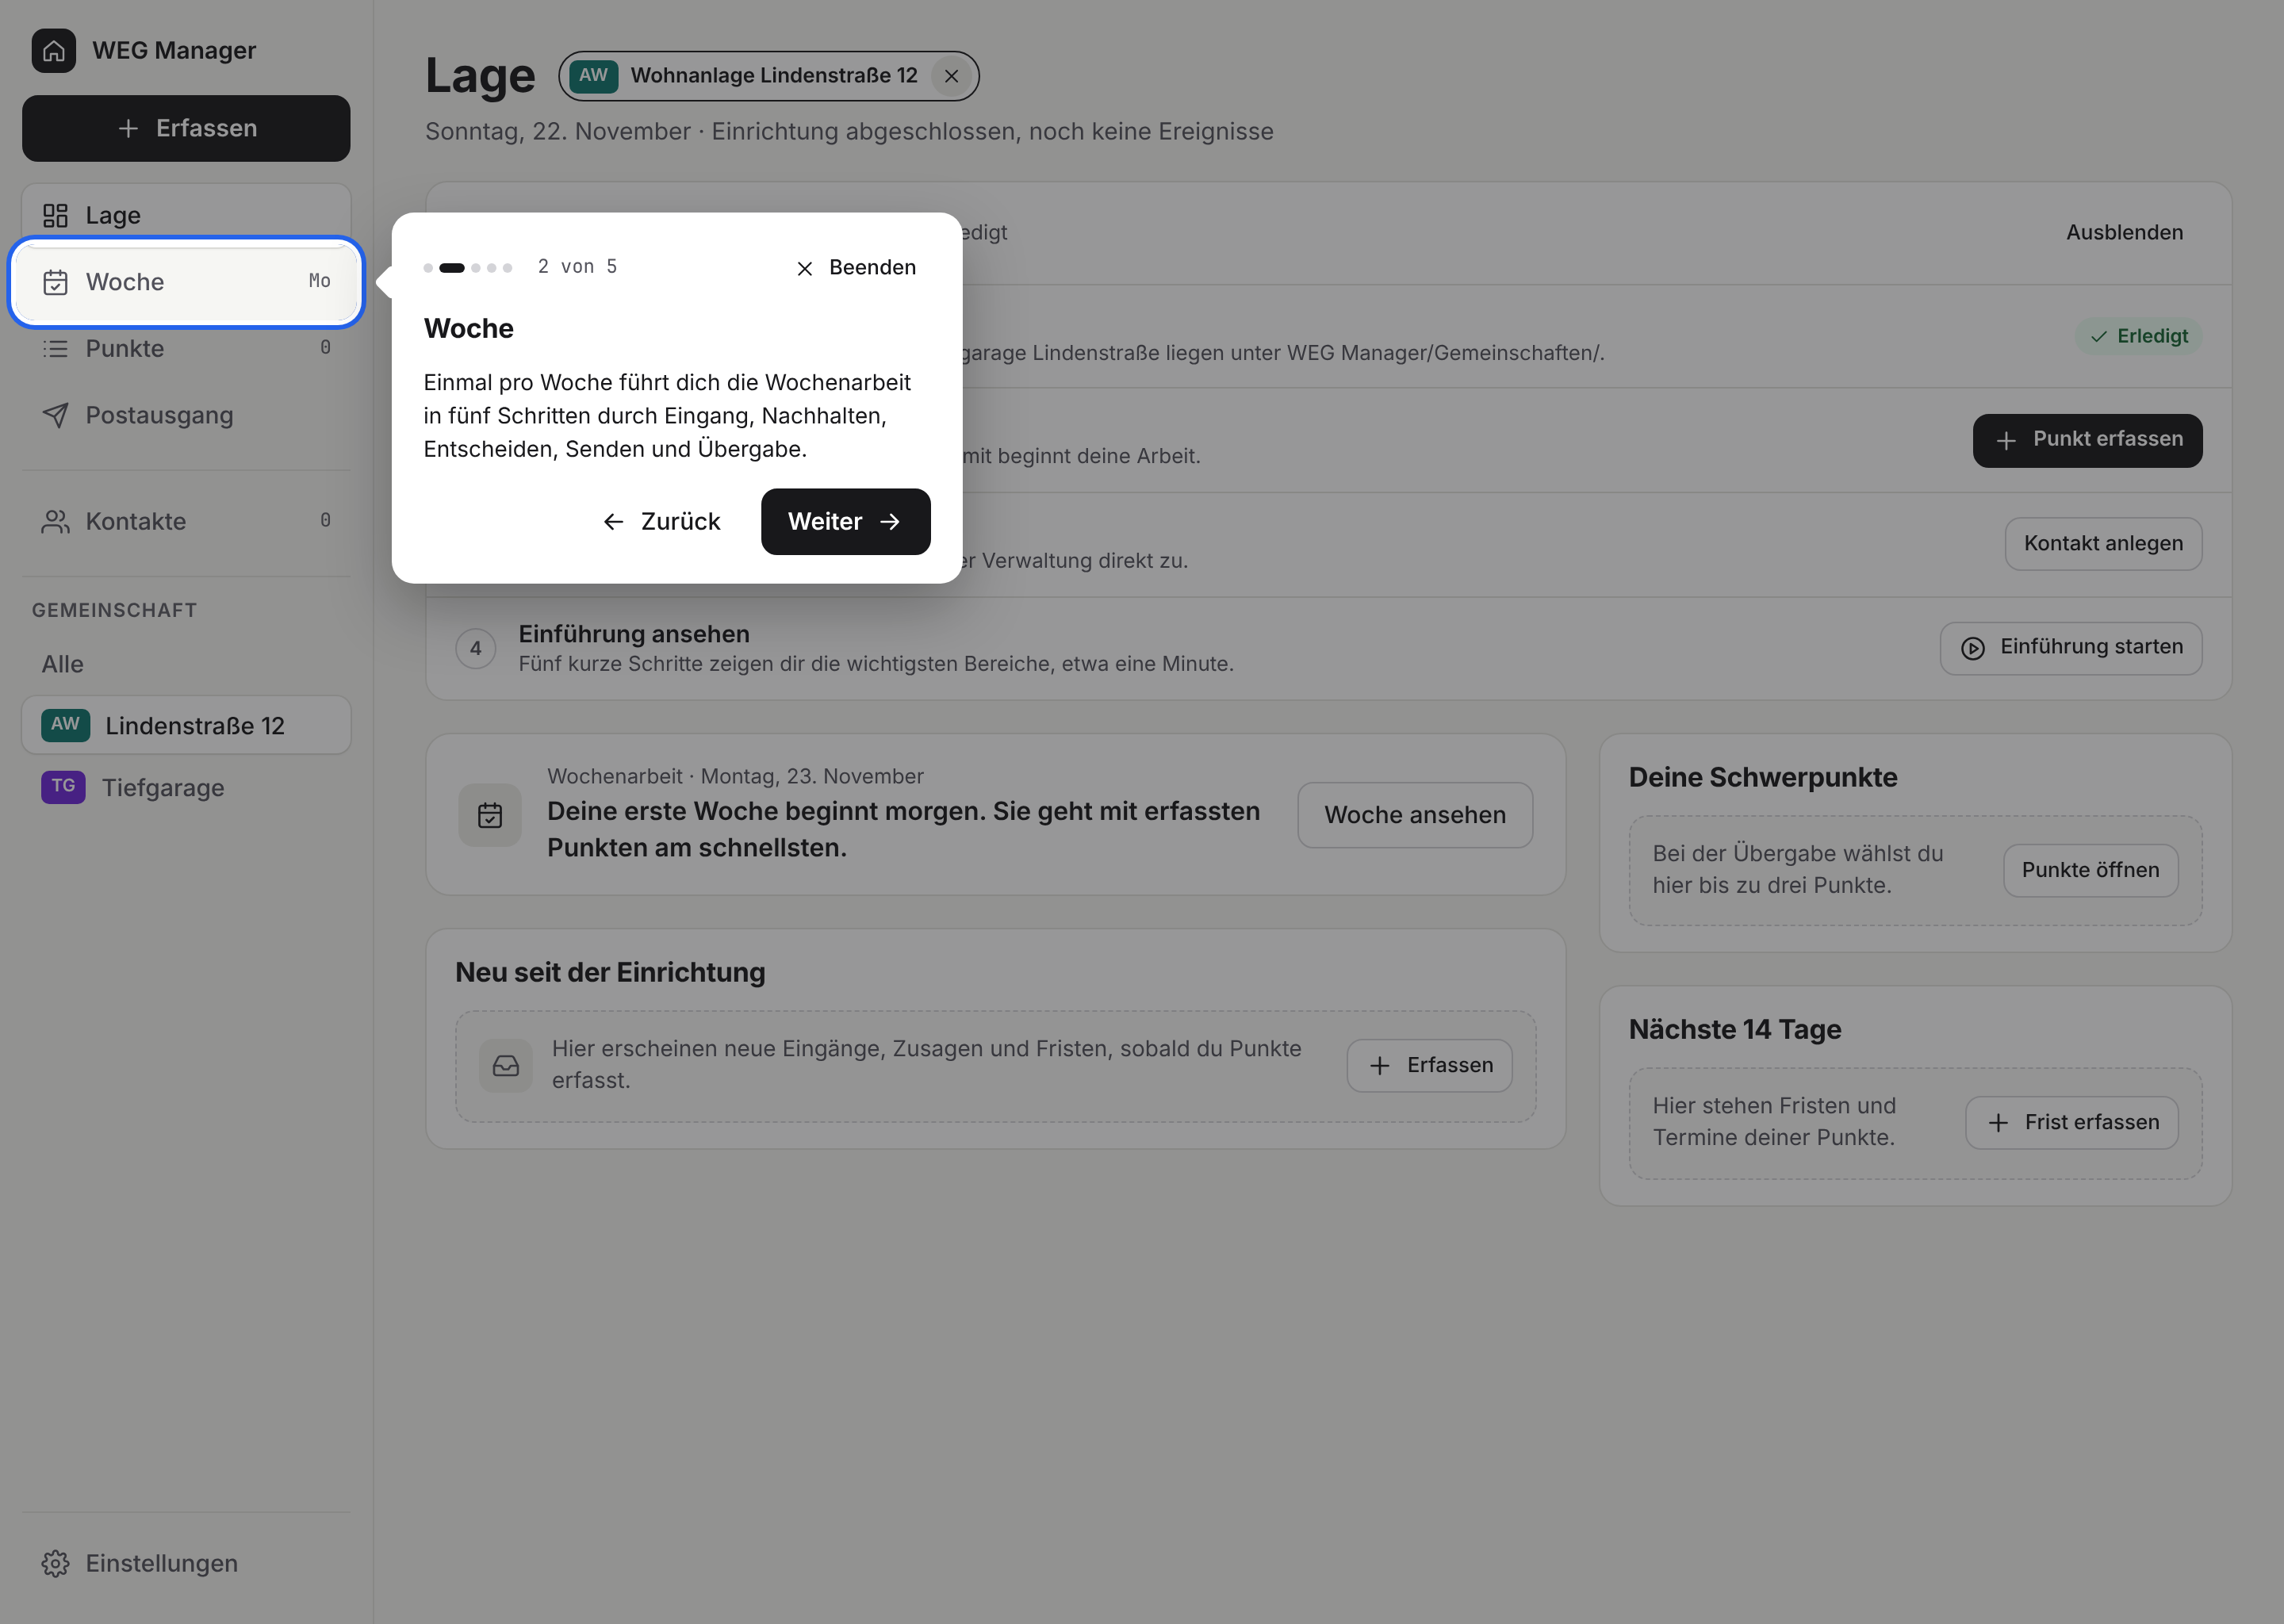 WEG Manager
Erfassen
Lage
Woche Mo
Punkte 0
Postausgang
Kontakte 0
GEMEINSCHAFT
Alle
AW Lindenstraße 12
TG Tiefgarage
Einstellungen
Lage AW Wohnanlage Lindenstraße 12
Sonntag, 22. November · Einrichtung abgeschlossen, noch keine Ereignisse
2 von 5 Beenden
Woche
Einmal pro Woche führt dich die Wochenarbeit
in fünf Schritten durch Eingang, Nachhalten,
Entscheiden, Senden und Übergabe.
Zurück Weiter
Ausblenden
Lindenstraße liegen unter WEG Manager/Gemeinschaften/.
Erledigt
beginnt deine Arbeit.
Punkt erfassen
Verwaltung direkt zu.
Kontakt anlegen
4 Einführung ansehen
Fünf kurze Schritte zeigen dir die wichtigsten Bereiche, etwa eine Minute.
Einführung starten
Wochenarbeit · Montag, 23. November
Deine erste Woche beginnt morgen. Sie geht mit erfassten
Punkten am schnellsten.
Woche ansehen
Neu seit der Einrichtung
Hier erscheinen neue Eingänge, Zusagen und Fristen, sobald du Punkte
erfasst.
Erfassen
Deine Schwerpunkte
Bei der Übergabe wählst du
hier bis zu drei Punkte.
Punkte öffnen
Nächste 14 Tage
Hier stehen Fristen und
Termine deiner Punkte.
Frist erfassen